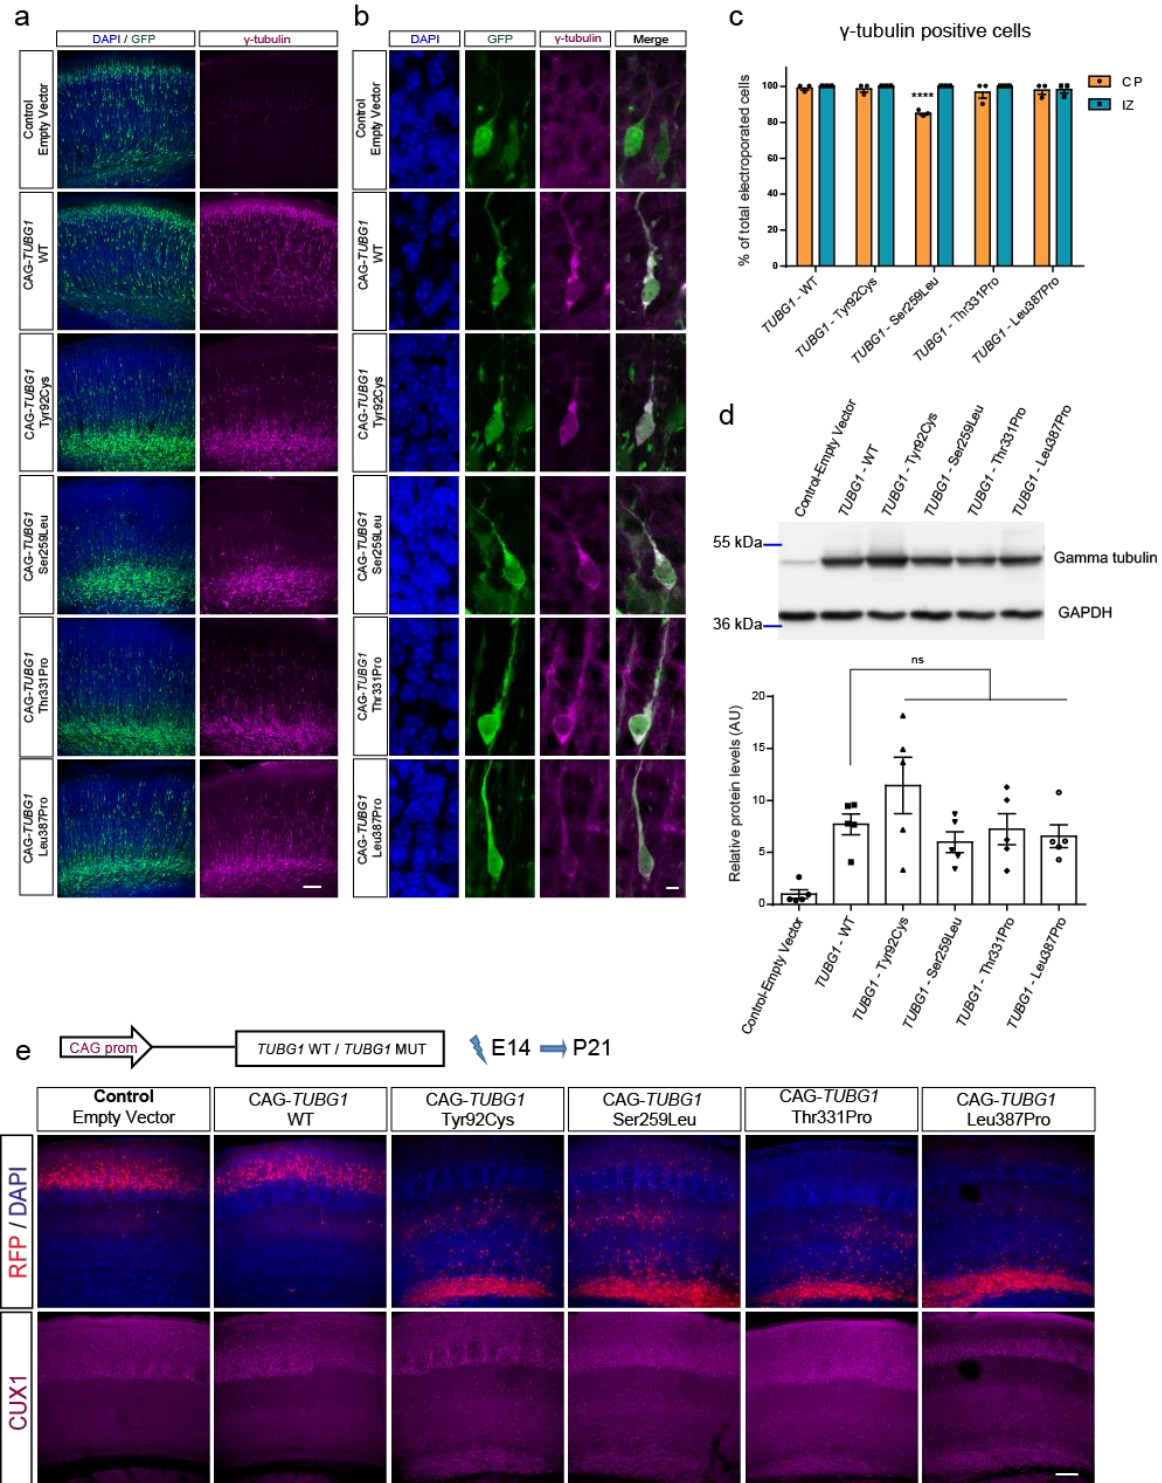 a
DAPI / GFP
γ-tubulin
Control
Empty Vector
CAG-TUBG1
WT
CAG-TUBG1
Tyr92Cys
CAG-TUBG1
Ser259Leu
CAG-TUBG1
Thr331Pro
CAG-TUBG1
Leu387Pro
b
DAPI
GFP
γ-tubulin
Merge
Control
Empty Vector
CAG-TUBG1
WT
CAG-TUBG1
Tyr92Cys
CAG-TUBG1
Ser259Leu
CAG-TUBG1
Thr331Pro
CAG-TUBG1
Leu387Pro
c
γ-tubulin positive cells
% of total electroporated cells
100
80
60
40
20
0
****
CP
IZ
TUBG1 - WT
TUBG1 - Tyr92Cys
TUBG1 - Ser259Leu
TUBG1 - Thr331Pro
TUBG1 - Leu387Pro
d
Control-Empty Vector
TUBG1 - WT
TUBG1 - Tyr92Cys
TUBG1 - Ser259Leu
TUBG1 - Thr331Pro
TUBG1 - Leu387Pro
55 kDa
Gamma tubulin
36 kDa
GAPDH
ns
Relative protein levels (AU)
20
15
10
5
0
Control-Empty Vector
TUBG1 - WT
TUBG1 - Tyr92Cys
TUBG1 - Ser259Leu
TUBG1 - Thr331Pro
TUBG1 - Leu387Pro
e
CAG prom
TUBG1 WT / TUBG1 MUT
E14
P21
Control
Empty Vector
CAG-TUBG1
WT
CAG-TUBG1
Tyr92Cys
CAG-TUBG1
Ser259Leu
CAG-TUBG1
Thr331Pro
CAG-TUBG1
Leu387Pro
RFP / DAPI
CUX1